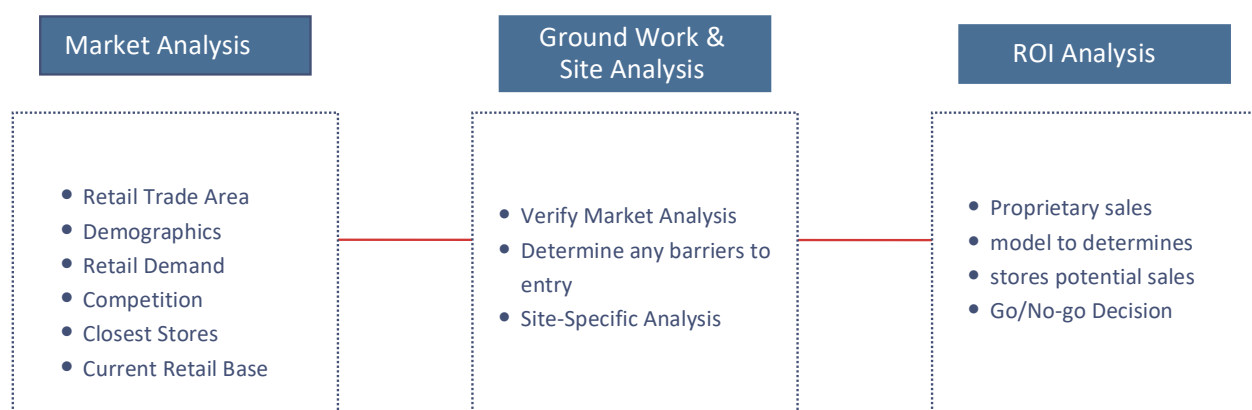 Market Analysis
• Retail Trade Area
• Demographics
• Retail Demand
• Competition
• Closest Stores
• Current Retail Base
Ground Work &
Site Analysis
• Verify Market Analysis
• Determine any barriers to
entry
• Site-Specific Analysis
ROI Analysis
• Proprietary sales
• model to determines
• stores potential sales
• Go/No-go Decision